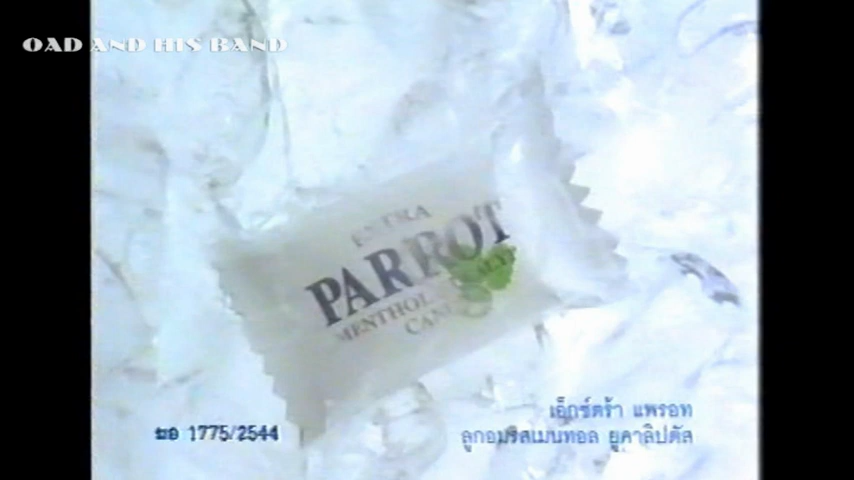 OAD AND HIS BAND
EXTRA
PARROT
MENTHOL
เอ็กซ์ตร้า แพรอท
ลูกอมรสเมนทอล ยูคาลิปตัส
ฆอ 1775/2544